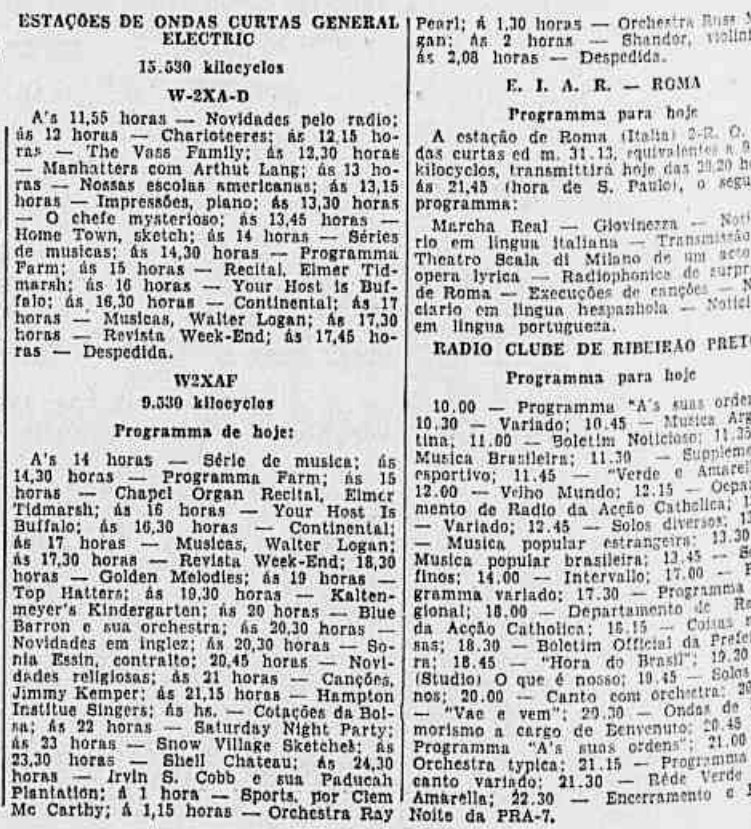 ESTAÇÕES DE ONDAS CURTAS GENERAL
ELECTRIC
15.530 kilocyclos
W-2XA-D
A's 11,55 horas — Novidades pelo radio;
ás 12 horas — Charioteeres; ás 12,15 ho-
ras — The Vass Family; ás 12,30 horas
— Manhatters com Arthut Lang; ás 13 ho-
ras — Nossas escolas americanas; ás 13,15
horas — Impressões, piano; ás 13,30 horas
— O chefe mysterioso; ás 13,45 horas —
Home Town, sketch; ás 14 horas — Séries
de musicas; ás 14,30 horas — Programma
Farm; ás 15 horas — Recital, Elmer Tid-
marsh; ás 16 horas — Your Host is Buf-
falo; ás 16,30 horas — Continental; ás 17
horas — Musicas, Walter Logan; ás 17,30
horas — Revista Week-End; ás 17,45 ho-
ras — Despedida.
W2XAF
9.530 kilocyclos
Programma de hoje:
A's 14 horas — Série de musica; ás
14,30 horas — Programma Farm; ás 15
horas — Chapel Organ Recital, Elmer
Tidmarsh; ás 16 horas — Your Host Is
Buffalo; ás 16,30 horas — Continental;
ás 17 horas — Musicas, Walter Logan;
ás 17,30 horas — Revista Week-End; 18,30
horas — Golden Melodies; ás 19 horas —
Top Hatters; ás 19,30 horas — Kalten-
meyer's Kindergarten; ás 20 horas — Blue
Barron e sua orchestra; ás 20,30 horas —
Novidades em inglez; ás 20,30 horas — So-
nia Essin, contralto; 20,45 horas — Novi-
dades religiosas; ás 21 horas — Canções,
Jimmy Kemper; ás 21,15 horas — Hampton
Institue Singers; ás hs. — Cotações da Bol-
sa; ás 22 horas — Saturday Night Party;
ás 23 horas — Snow Village Sketches; ás
23,30 horas — Shell Chateau; ás 24,30
horas — Irvin S. Cobb e sua Paducah
Plantation; á 1 hora — Sports, por Clem
Mc Carthy; á 1,15 horas — Orchestra Ray
Pearl; á 1,30 horas — Orchestra Russ
gan; ás 2 horas — Shandor,
ás 2,08 horas — Despedida.
E. I. A. R. — ROMA
Programma para hoje
A estação de Roma (Italia) 2-R. O.
das curtas ed m. 31.13, equivalentes a
kilocyclos, transmittirá hoje das
ás 21,45 (hora de S. Paulo), o
programma:
Marcha Real — Giovinezza —
rio em lingua italiana — Transmissão
Theatro Scala di Milano de um acto
opera lyrica — Radiophonica de
de Roma — Execuções de canções —
ciario em lingua hespanhola —
em lingua portugueza.
RADIO CLUBE DE RIBEIRÃO
Programma para hoje
10.00 — Programma "A's suas
10.30 — Variado; 10.45 — Musica
tina; 11.00 — Boletim Noticioso;
Musica Brasileira; 11.30 —
esportivo; 11.45 — "Verde e
12.00 — Velho Mundo; 12.15 —
mento de Radio da Acção Catholica;
— Variado; 12.45 — Solos diversos;
— Musica popular estrangeira; 13.30
Musica popular brasileira; 13.45 —
finos; 14.00 — Intervallo; 17.00 —
gramma variado; 17.30 — Programma
gional; 18.00 — Departamento de
da Acção Catholica; 18.15 — Coisas
sas; 18.30 — Boletim Official da
ra; 18.45 — "Hora do Brasil"; 19.30
(Studio) O que é nosso; 19.45 — Solos
nos; 20.00 — Canto com orchestra;
— "Vae e vem"; 20.30 — Ondas de
morismo a cargo de Benvenuto; 20.45
Programma "A's suas ordens"; 21.00
Orchestra typica; 21.15 — Programma
canto variado; 21.30 — Rêde Verde
Amarella; 22.30 — Encerramento e
Noite da PRA-7.